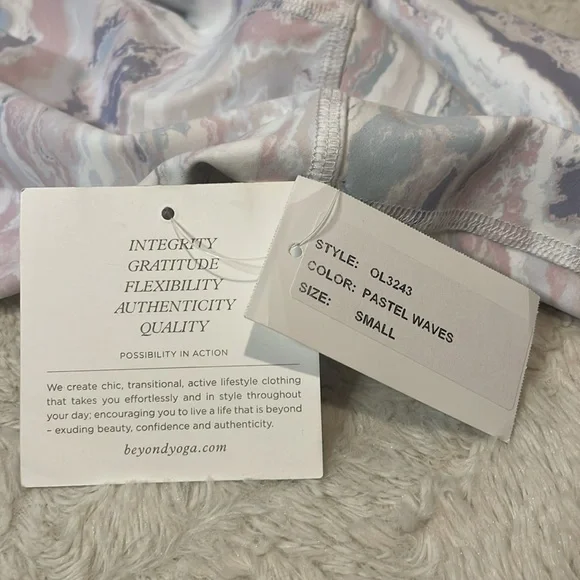 INTEGRITY
GRATITUDE
FLEXIBILITY
AUTHENTICITY
QUALITY
POSSIBILITY IN ACTION
We create chic, transitional, active lifestyle clothing
that takes you effortlessly and in style throughout
your day; encouraging you to live a life that is beyond
– exuding beauty, confidence and authenticity.
beyondyoga.com
STYLE: OL3243
COLOR: PASTEL WAVES
SIZE: SMALL